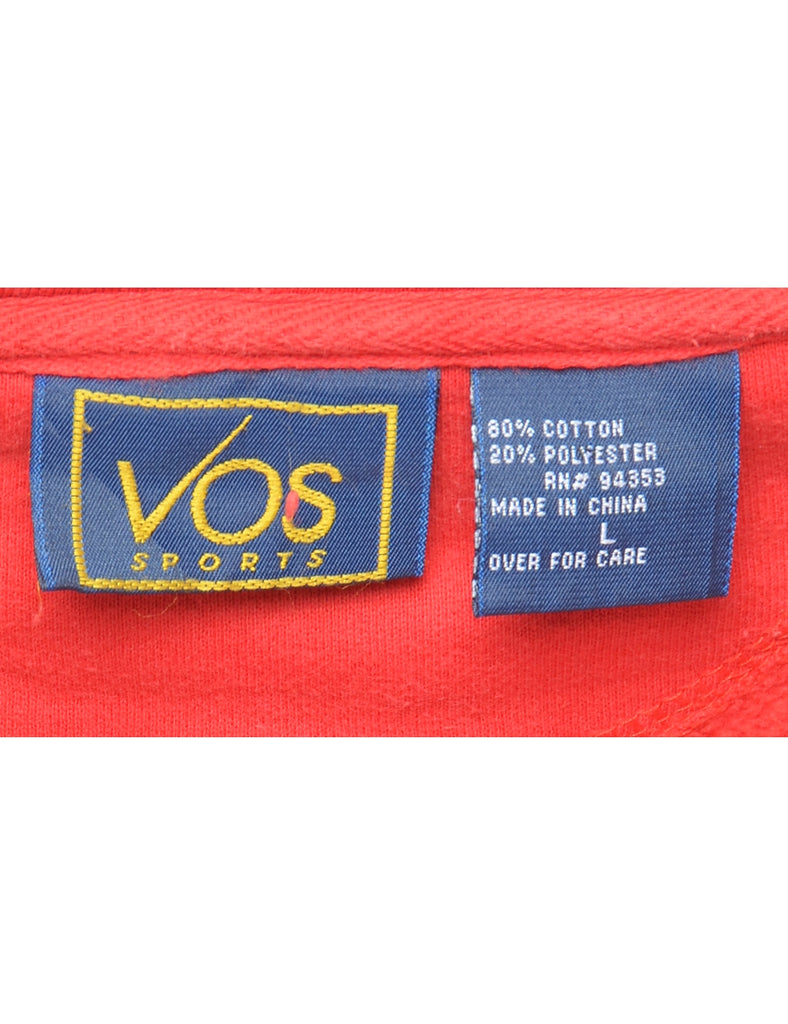 VOS
SPORTS
80% COTTON
20% POLYESTER
RN# 94353
MADE IN CHINA
L
OVER FOR CARE